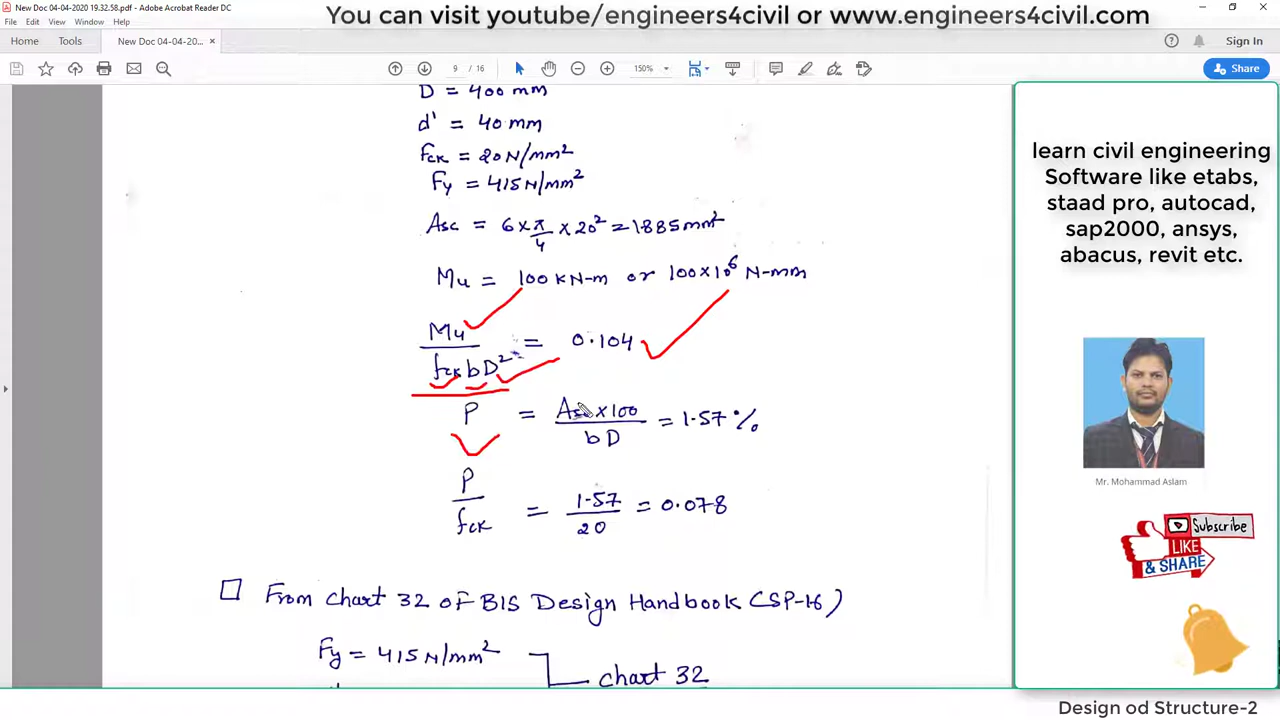 New Doc 04-04-2020 19.32.58.pdf - Adobe Acrobat Reader DC
You can visit youtube/engineers4civil or www.engineers4civil.com
File Edit View Window Help
Home Tools New Doc 04-04-20... × Sign In
9 / 16 150% Share
D = 400 mm
d' = 40 mm
fck = 20 N/mm²
Fy = 415 N/mm²
Asc = 6 × π/4 × 20² = 1885 mm²
Mu = 100 KN-m or 100×10⁶ N-mm
Mu / fck bD² = 0.104
P = Asc × 100 / bD = 1.57 %
P / fck = 1.57 / 20 = 0.078
From chart 32 OF BIS Design Handbook (SP-16)
Fy = 415 N/mm²
chart 32
learn civil engineering
Software like etabs,
staad pro, autocad,
sap2000, ansys,
abacus, revit etc.
Mr. Mohammad Aslam
Subscribe
LIKE
& SHARE
Design od Structure-2